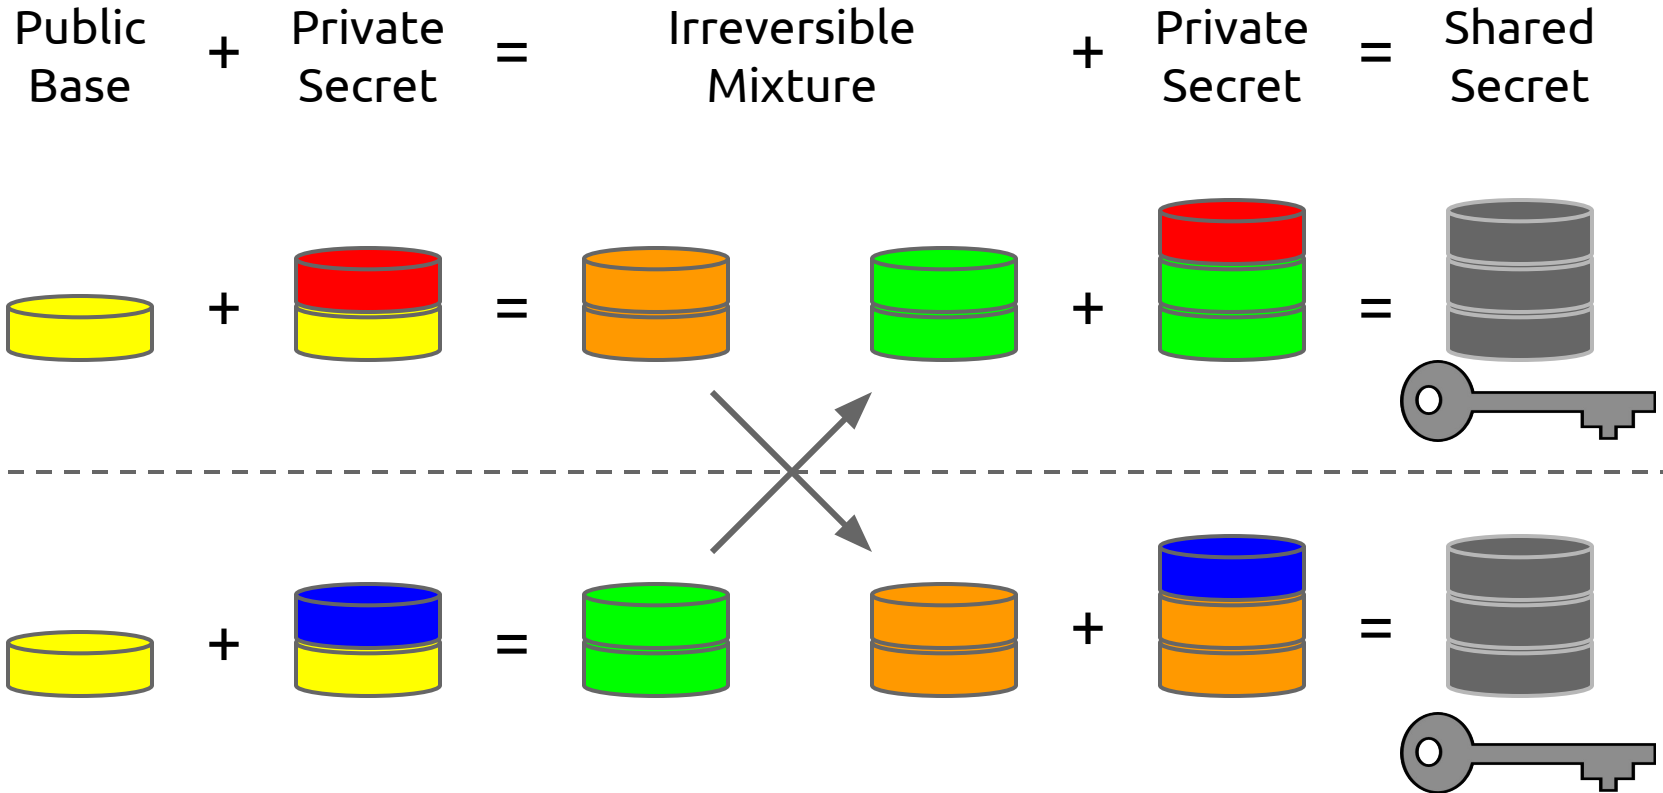 Public + Private = Irreversible + Private = Shared
Base Secret Mixture Secret Secret
+ = + =
+ = + =